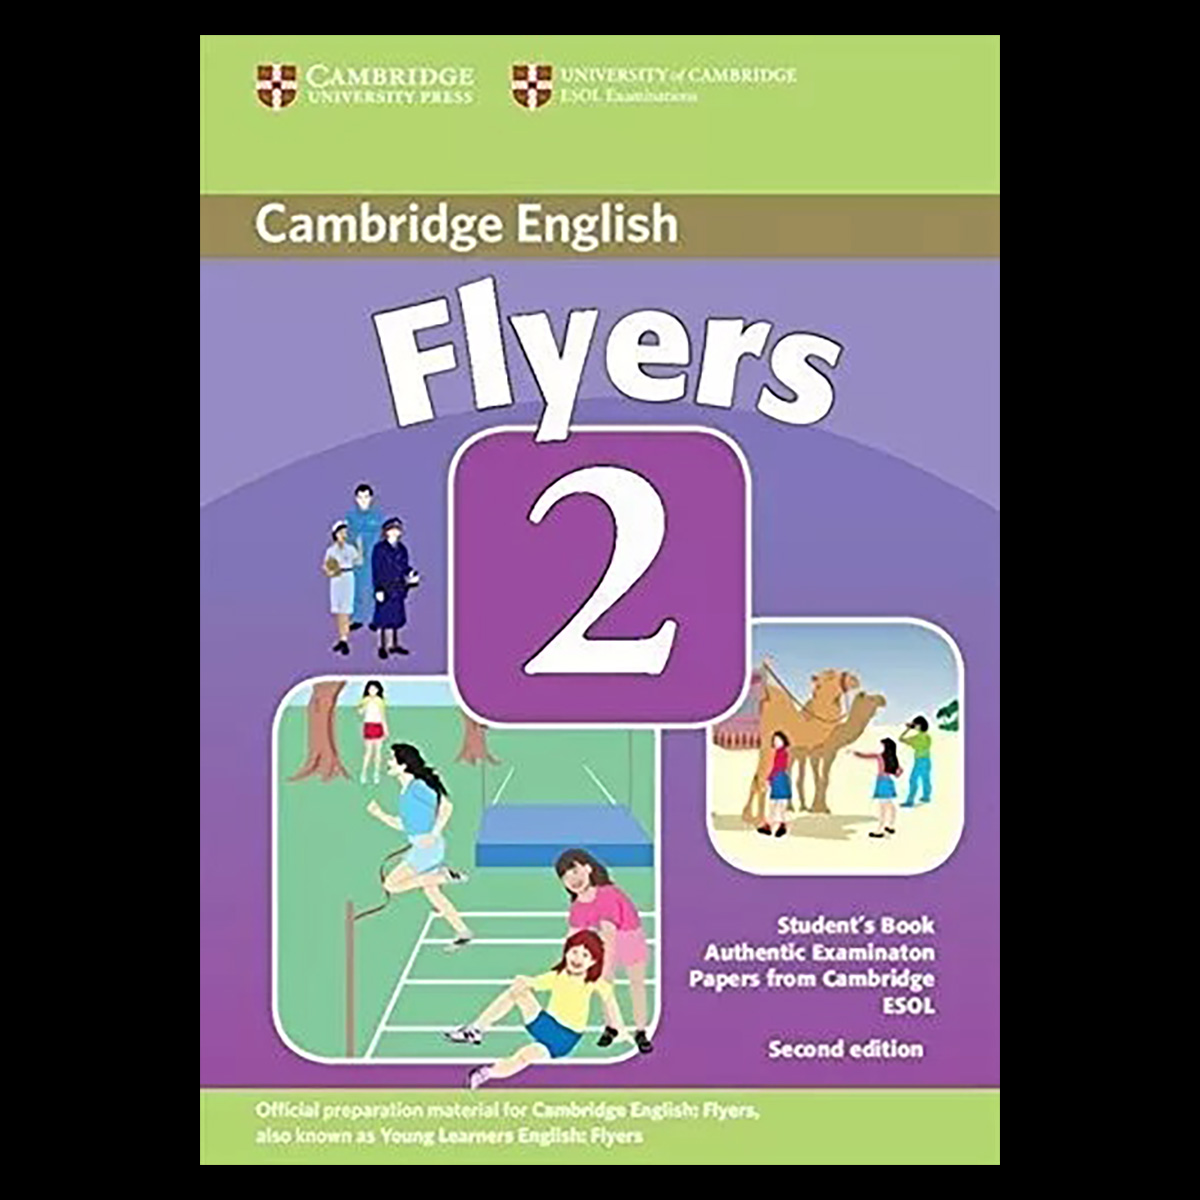 CAMBRIDGE
UNIVERSITY PRESS
UNIVERSITY of CAMBRIDGE
ESOL Examinations
Cambridge English
Flyers
2
Student's Book
Authentic Examinaton
Papers from Cambridge
ESOL
Second edition
Official preparation material for Cambridge English: Flyers,
also known as Young Learners English: Flyers